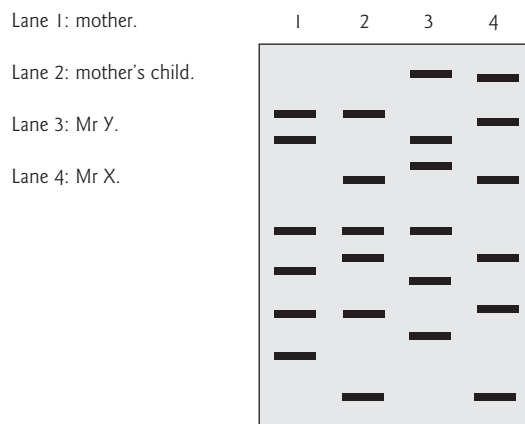 Lane 1: mother.
1 2 3 4
Lane 2: mother's child.
Lane 3: Mr Y.
Lane 4: Mr X.